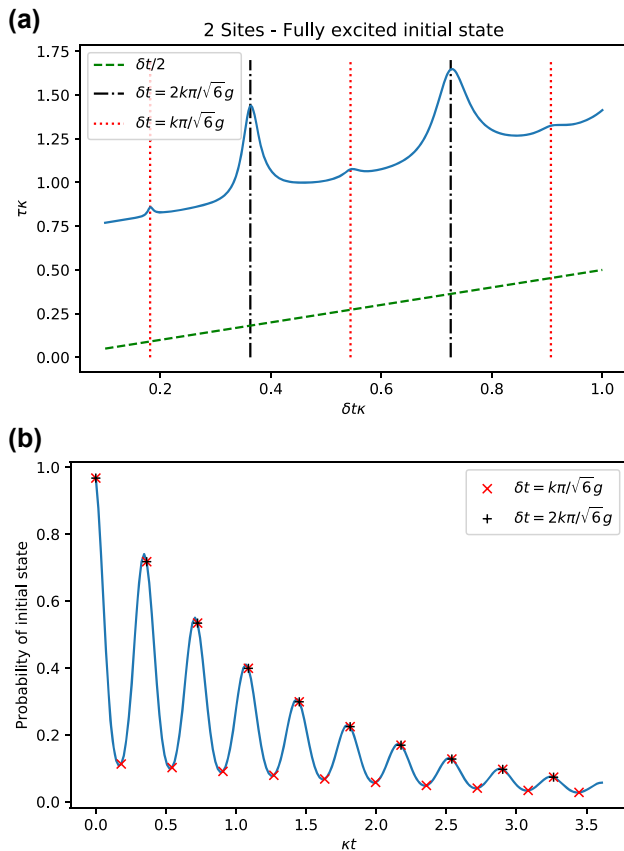 (a)
2 Sites - Fully excited initial state
δt/2
δt = 2kπ/√6g
δt = kπ/√6g
τκ
1.75
1.50
1.25
1.00
0.75
0.50
0.25
0.00
0.2 0.4 0.6 0.8 1.0
δtκ
(b)
δt = kπ/√6g
δt = 2kπ/√6g
Probability of initial state
1.0
0.8
0.6
0.4
0.2
0.0
0.0 0.5 1.0 1.5 2.0 2.5 3.0 3.5
κt